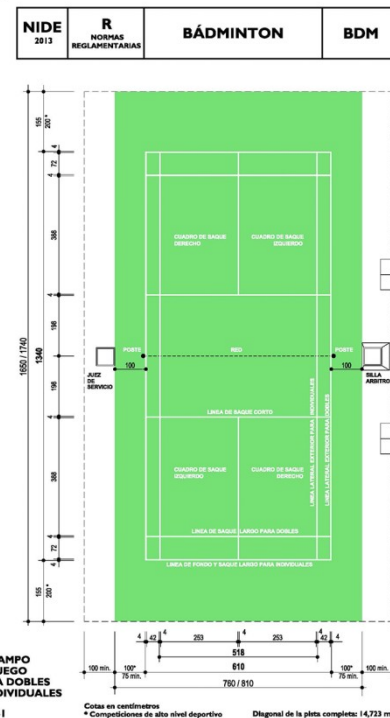 NIDE
2013
R
NORMAS
REGLAMENTARIAS
BÁDMINTON
BDM
155
200*
4
72
4
388
4
198
1340
1650 / 1740
198
4
388
4
72
4
155
200*
CUADRO DE SAQUE
DERECHO
CUADRO DE SAQUE
IZQUIERDO
POSTE
RED
POSTE
100
100
JUEZ
DE
SERVICIO
SILLA
ARBITRO
LINEA DE SAQUE CORTO
LINEA LATERAL EXTERIOR PARA INDIVIDUALES
LINEA LATERAL EXTERIOR PARA DOBLES
CUADRO DE SAQUE
IZQUIERDO
CUADRO DE SAQUE
DERECHO
LINEA DE SAQUE LARGO PARA DOBLES
LINEA DE FONDO Y SAQUE LARGO PARA INDIVIDUALES
4 42 4 253 4 253 4 42 4
518
610
100 min. 100* 100* 100 min.
75 min. 75 min.
760 / 810
AMPO
UEGO
A DOBLES
DIVIDUALES
Cotas en centímetros
* Competiciones de alto nivel deportivo
Diagonal de la pista completa: 14,723 m